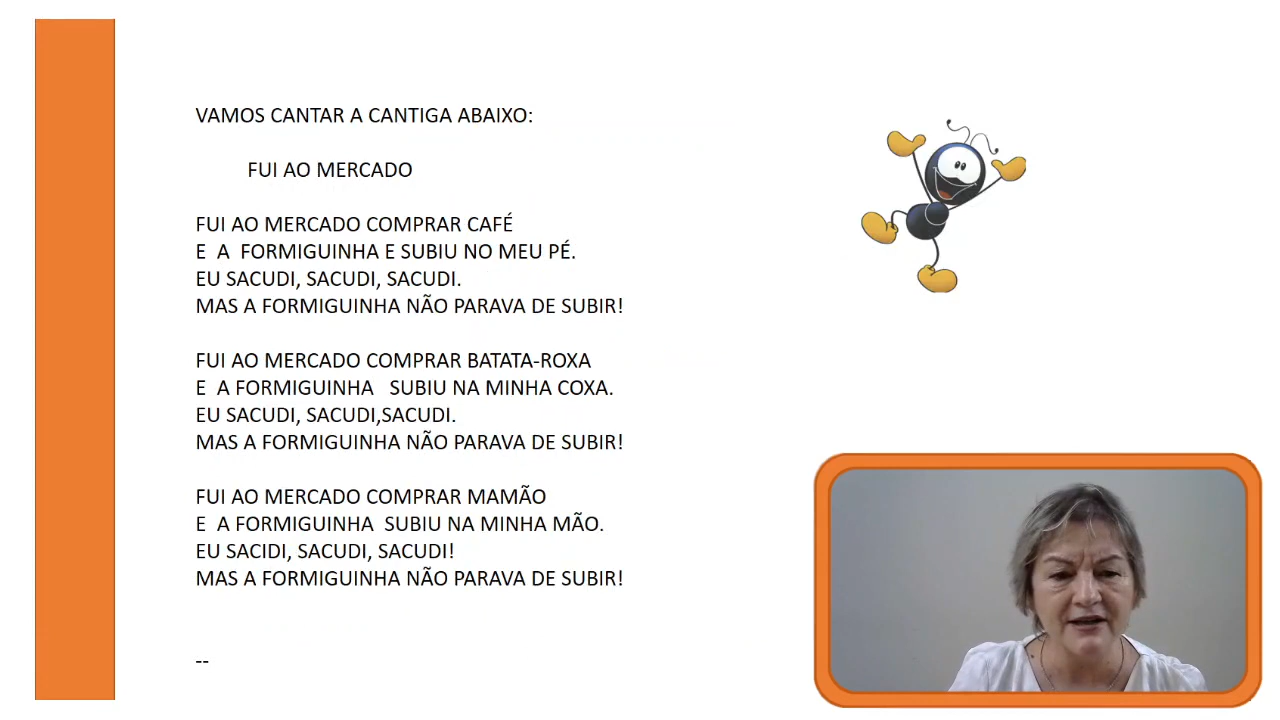 VAMOS CANTAR A CANTIGA ABAIXO:
FUI AO MERCADO
FUI AO MERCADO COMPRAR CAFÉ
E A FORMIGUINHA E SUBIU NO MEU PÉ.
EU SACUDI, SACUDI, SACUDI.
MAS A FORMIGUINHA NÃO PARAVA DE SUBIR!
FUI AO MERCADO COMPRAR BATATA-ROXA
E A FORMIGUINHA SUBIU NA MINHA COXA.
EU SACUDI, SACUDI,SACUDI.
MAS A FORMIGUINHA NÃO PARAVA DE SUBIR!
FUI AO MERCADO COMPRAR MAMÃO
E A FORMIGUINHA SUBIU NA MINHA MÃO.
EU SACIDI, SACUDI, SACUDI!
MAS A FORMIGUINHA NÃO PARAVA DE SUBIR!
--